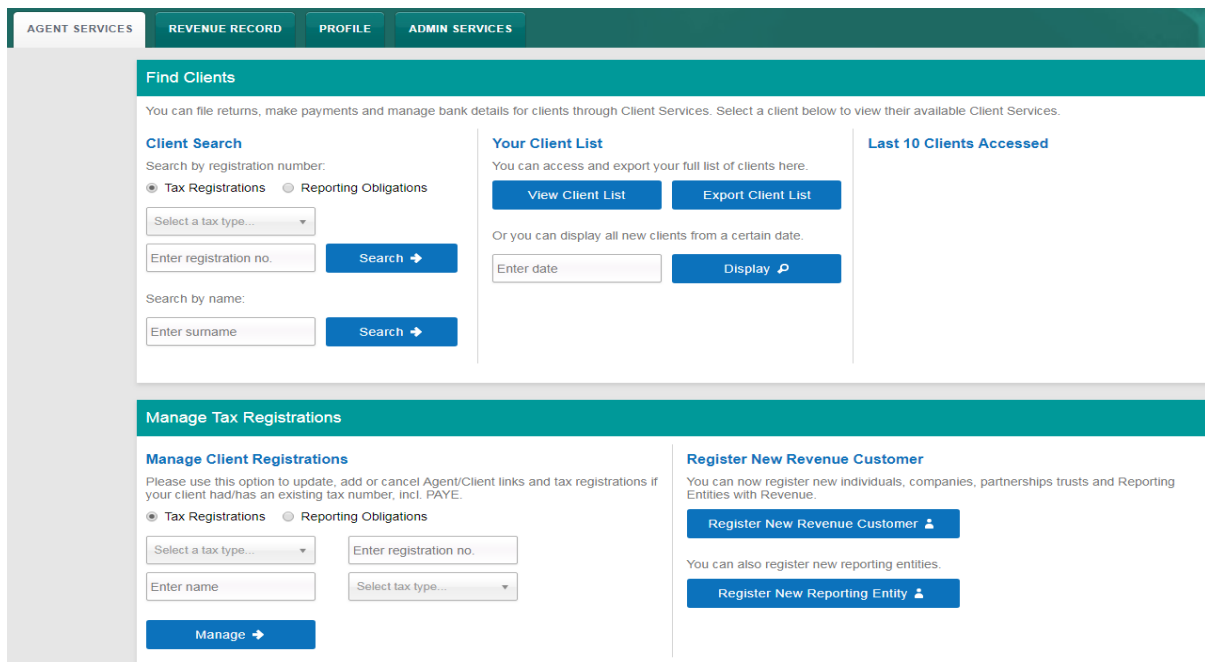 AGENT SERVICES
REVENUE RECORD
PROFILE
ADMIN SERVICES
Find Clients
You can file returns, make payments and manage bank details for clients through Client Services. Select a client below to view their available Client Services.
Client Search
Search by registration number:
Tax Registrations
Reporting Obligations
Select a tax type...
Enter registration no.
Search
Search by name:
Enter surname
Search
Your Client List
You can access and export your full list of clients here.
View Client List
Export Client List
Or you can display all new clients from a certain date.
Enter date
Display
Last 10 Clients Accessed
Manage Tax Registrations
Manage Client Registrations
Please use this option to update, add or cancel Agent/Client links and tax registrations if
your client had/has an existing tax number, incl. PAYE.
Tax Registrations
Reporting Obligations
Select a tax type...
Enter registration no.
Enter name
Select tax type...
Manage
Register New Revenue Customer
You can now register new individuals, companies, partnerships trusts and Reporting
Entities with Revenue.
Register New Revenue Customer
You can also register new reporting entities.
Register New Reporting Entity